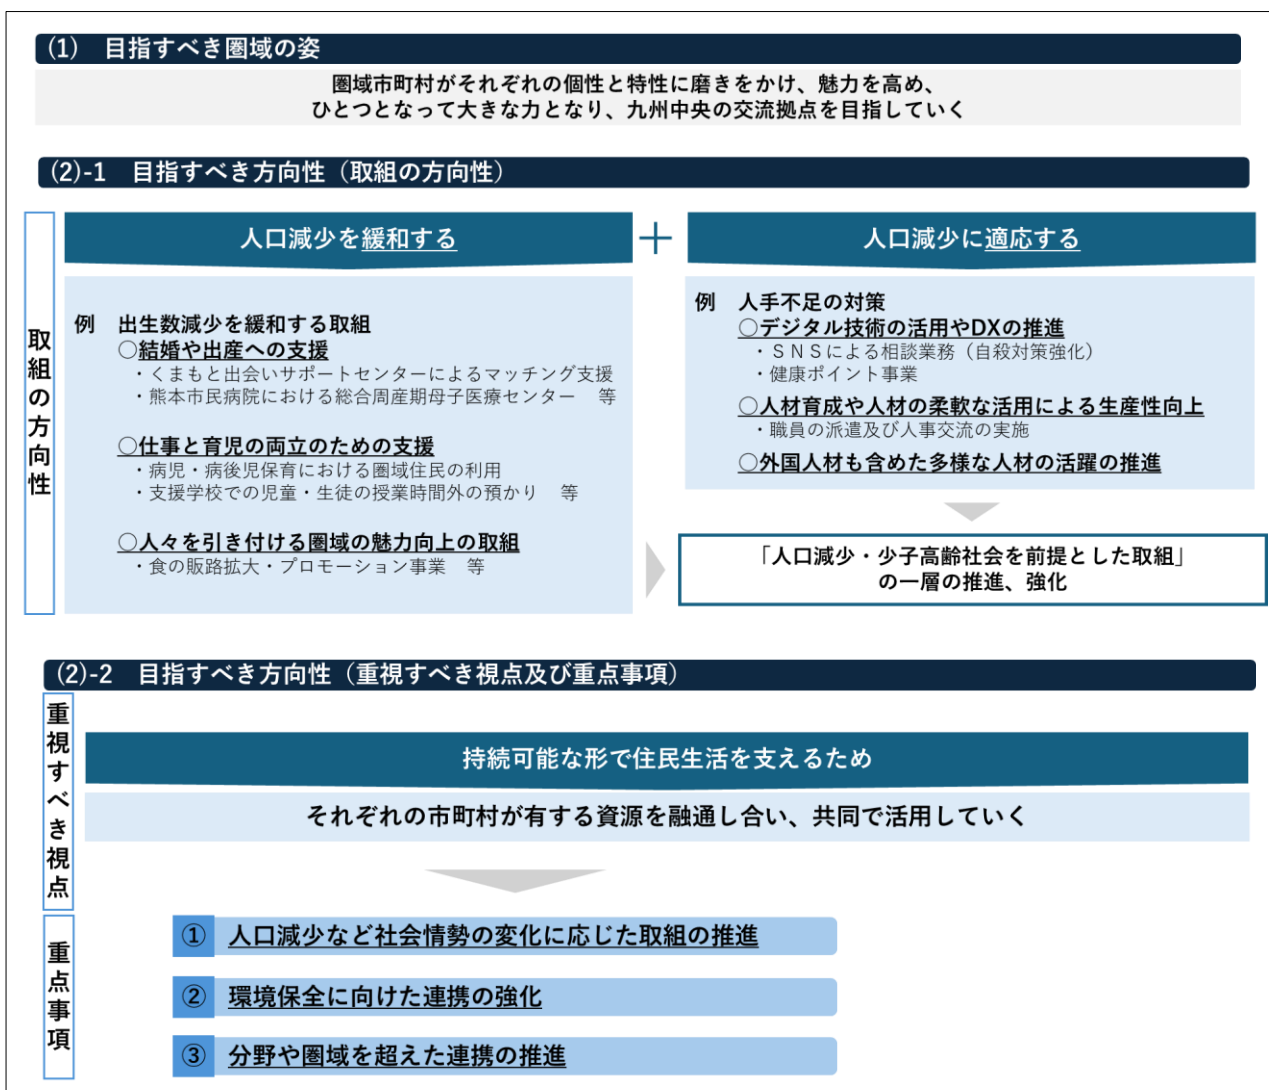 (1)　目指すべき圏域の姿
圏域市町村がそれぞれの個性と特性に磨きをかけ、魅力を高め、
ひとつとなって大きな力となり、九州中央の交流拠点を目指していく
(2)-1　目指すべき方向性（取組の方向性）
取組の方向性
人口減少を緩和する
例　出生数減少を緩和する取組
○結婚や出産への支援
・くまもと出会いサポートセンターによるマッチング支援
・熊本市民病院における総合周産期母子医療センター　等
○仕事と育児の両立のための支援
・病児・病後児保育における圏域住民の利用
・支援学校での児童・生徒の授業時間外の預かり　等
○人々を引き付ける圏域の魅力向上の取組
・食の販路拡大・プロモーション事業　等
＋
人口減少に適応する
例　人手不足の対策
○デジタル技術の活用やDXの推進
・ＳＮＳによる相談業務（自殺対策強化）
・健康ポイント事業
○人材育成や人材の柔軟な活用による生産性向上
・職員の派遣及び人事交流の実施
○外国人材も含めた多様な人材の活躍の推進
「人口減少・少子高齢社会を前提とした取組」
の一層の推進、強化
(2)-2　目指すべき方向性（重視すべき視点及び重点事項）
重視すべき視点
持続可能な形で住民生活を支えるため
それぞれの市町村が有する資源を融通し合い、共同で活用していく
重点事項
①　人口減少など社会情勢の変化に応じた取組の推進
②　環境保全に向けた連携の強化
③　分野や圏域を超えた連携の推進